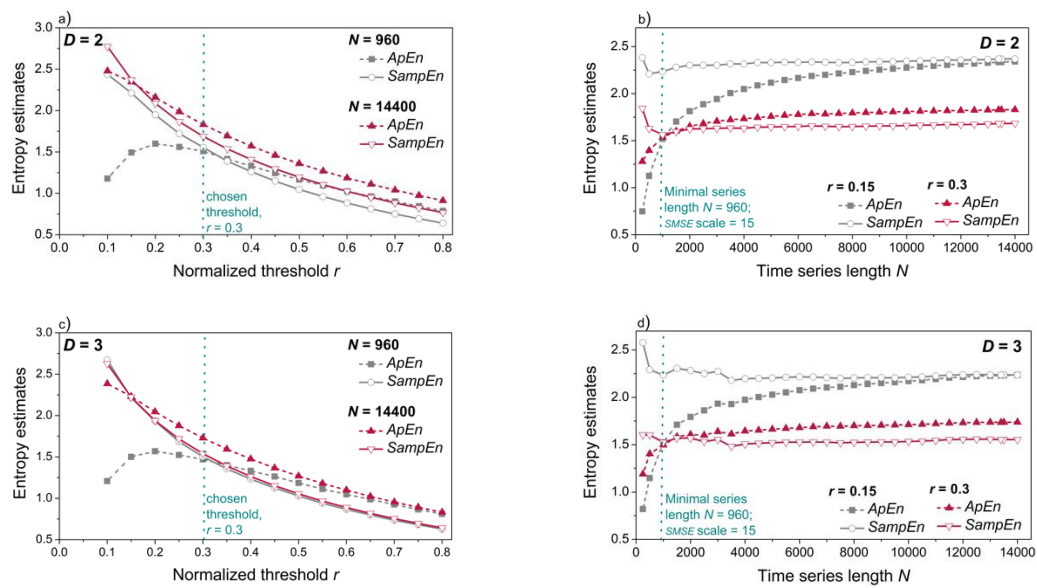 a)
D = 2
N = 960
ApEn
SampEn
N = 14400
ApEn
SampEn
chosen
threshold,
r = 0.3
Entropy estimates
3.0
2.5
2.0
1.5
1.0
0.5
0.0 0.1 0.2 0.3 0.4 0.5 0.6 0.7 0.8
Normalized threshold r
b)
D = 2
Minimal series
length N = 960;
SMSE scale = 15
r = 0.15 r = 0.3
ApEn ApEn
SampEn SampEn
Entropy estimates
2.5
2.0
1.5
1.0
0.5
0 2000 4000 6000 8000 10000 12000 14000
Time series length N
c)
D = 3
N = 960
ApEn
SampEn
N = 14400
ApEn
SampEn
chosen
threshold,
r = 0.3
Entropy estimates
3.0
2.5
2.0
1.5
1.0
0.5
0.0 0.1 0.2 0.3 0.4 0.5 0.6 0.7 0.8
Normalized threshold r
d)
D = 3
Minimal series
length N = 960;
SMSE scale = 15
r = 0.15 r = 0.3
ApEn ApEn
SampEn SampEn
Entropy estimates
2.5
2.0
1.5
1.0
0.5
0 2000 4000 6000 8000 10000 12000 14000
Time series length N